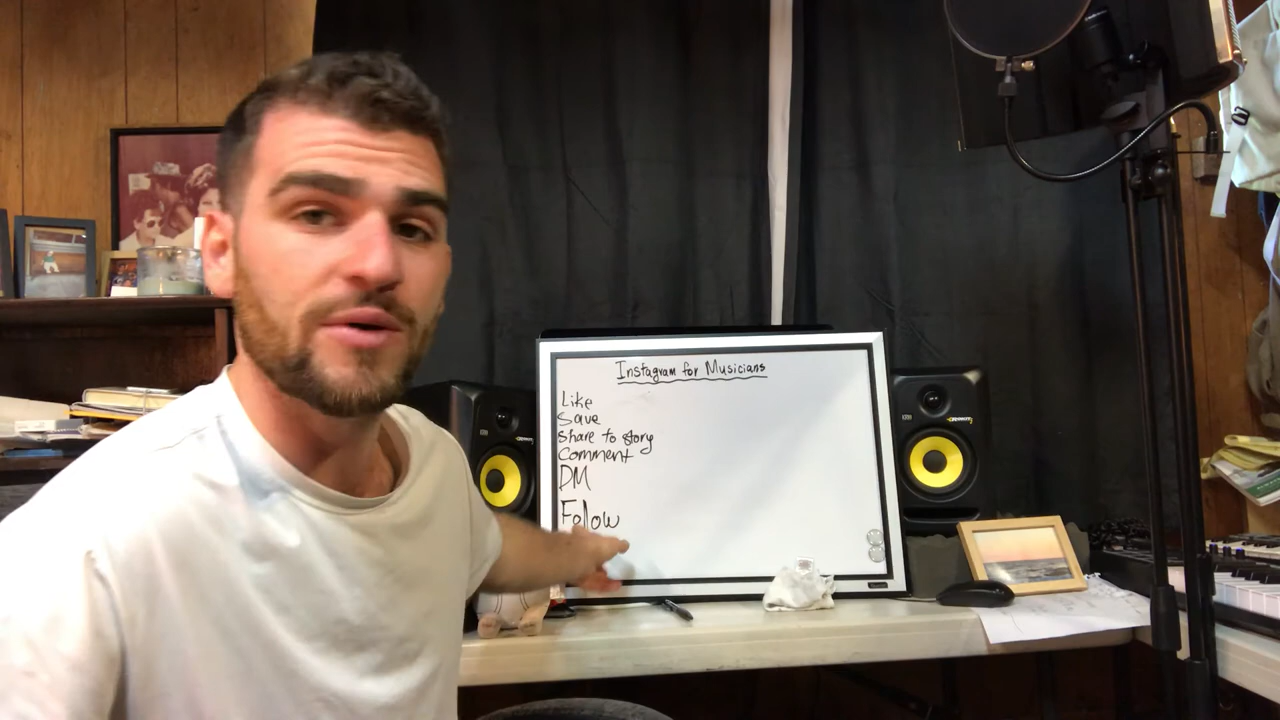 Instagram for Musicians
Like
Save
Share to story
Comment
DM
Follow